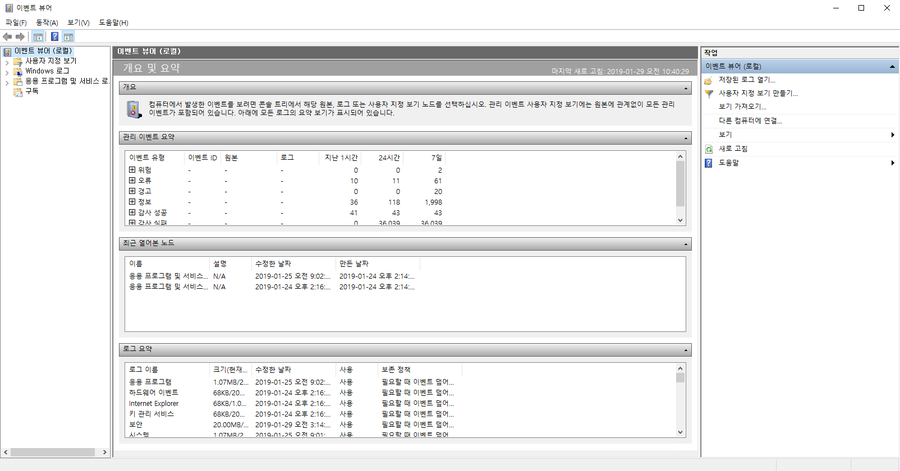 이벤트 뷰어
파일(F) 동작(A) 보기(V) 도움말(H)
이벤트 뷰어 (로컬)
사용자 지정 보기
Windows 로그
응용 프로그램 및 서비스 로
구독
이벤트 뷰어 (로컬)
개요 및 요약
마지막 새로 고침: 2019-01-29 오전 10:40:29
개요
컴퓨터에서 발생한 이벤트를 보려면 콘솔 트리에서 해당 원본, 로그 또는 사용자 지정 보기 노드를 선택하십시오. 관리 이벤트 사용자 지정 보기에는 원본에 관계없이 모든 관리
이벤트가 포함되어 있습니다. 아래에 모든 로그의 요약 보기가 표시되어 있습니다.
관리 이벤트 요약
이벤트 유형 이벤트 ID 원본 로그 지난 1시간 24시간 7일
위험 - - - 0 0 2
오류 - - - 10 11 61
경고 - - - 0 0 20
정보 - - - 36 118 1,998
감사 성공 - - - 41 43 43
감사 실패 - - - 0 36,039 36,039
최근 열어본 노드
이름 설명 수정한 날짜 만든 날짜
응용 프로그램 및 서비스... N/A 2019-01-25 오전 9:02:... 2019-01-24 오후 2:14:...
응용 프로그램 및 서비스... N/A 2019-01-24 오후 2:16:... 2019-01-24 오후 2:14:...
로그 요약
로그 이름 크기(현재... 수정한 날짜 사용 보존 정책
응용 프로그램 1.07MB/2... 2019-01-25 오전 9:02:... 사용 필요할 때 이벤트 덮어...
하드웨어 이벤트 68KB/20... 2019-01-24 오후 2:16:... 사용 필요할 때 이벤트 덮어...
Internet Explorer 68KB/1.0... 2019-01-24 오후 2:16:... 사용 필요할 때 이벤트 덮어...
키 관리 서비스 68KB/20... 2019-01-24 오후 2:16:... 사용 필요할 때 이벤트 덮어...
보안 20.00MB/... 2019-01-29 오전 3:14:... 사용 필요할 때 이벤트 덮어...
시스템 1.07MB/2... 2019-01-25 오전 9:01:... 사용 필요할 때 이벤트 덮어...
작업
이벤트 뷰어 (로컬)
저장된 로그 열기...
사용자 지정 보기 만들기...
보기 가져오기...
다른 컴퓨터에 연결...
보기
새로 고침
도움말